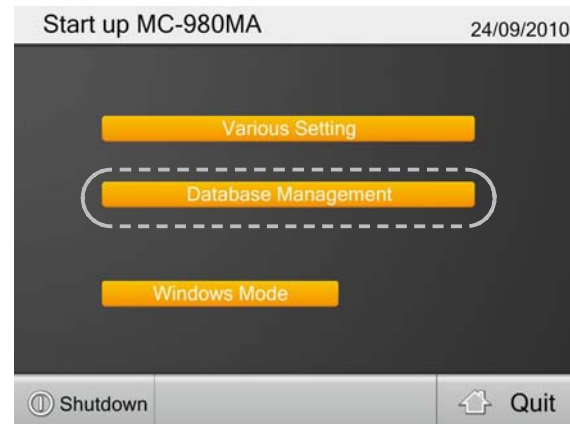 Start up MC-980MA 24/09/2010
Various Setting
Database Management
Windows Mode
Shutdown Quit